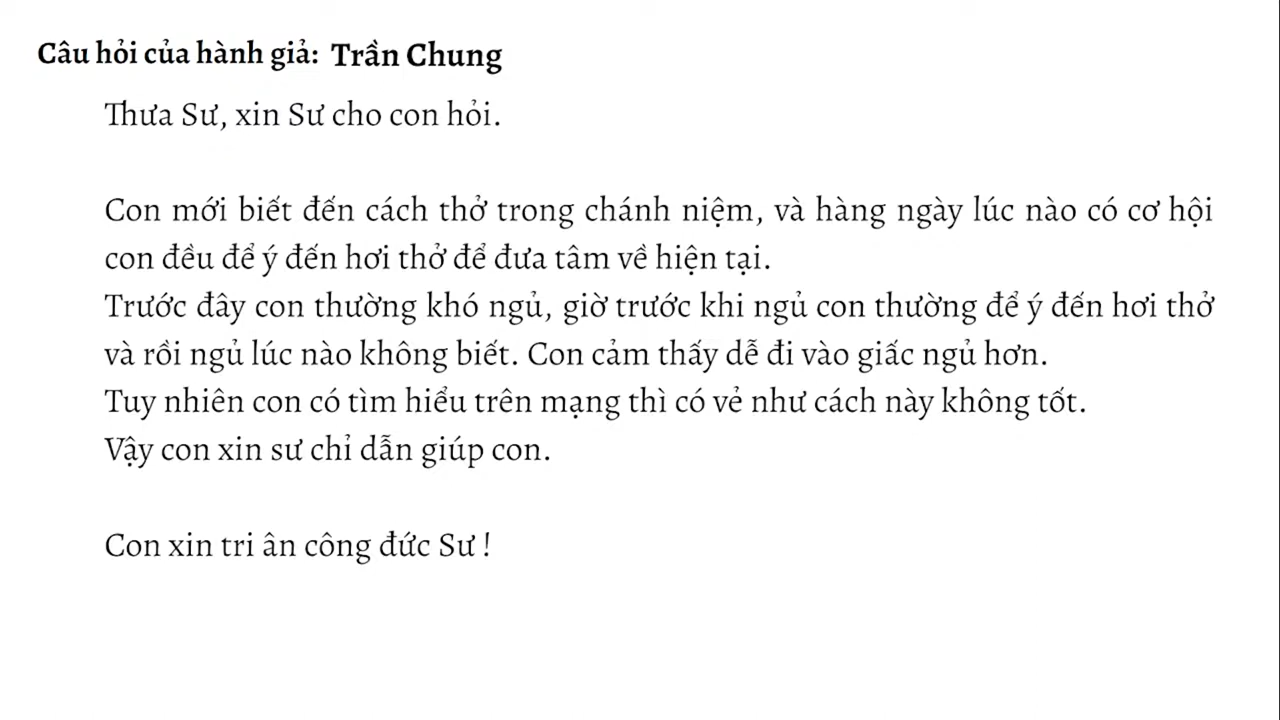 Câu hỏi của hành giả: Trần Chung
Thưa Sư, xin Sư cho con hỏi.
Con mới biết đến cách thở trong chánh niệm, và hàng ngày lúc nào có cơ hội
con đều để ý đến hơi thở để đưa tâm về hiện tại.
Trước đây con thường khó ngủ, giờ trước khi ngủ con thường để ý đến hơi thở
và rồi ngủ lúc nào không biết. Con cảm thấy dễ đi vào giấc ngủ hơn.
Tuy nhiên con có tìm hiểu trên mạng thì có vẻ như cách này không tốt.
Vậy con xin sư chỉ dẫn giúp con.
Con xin tri ân công đức Sư !